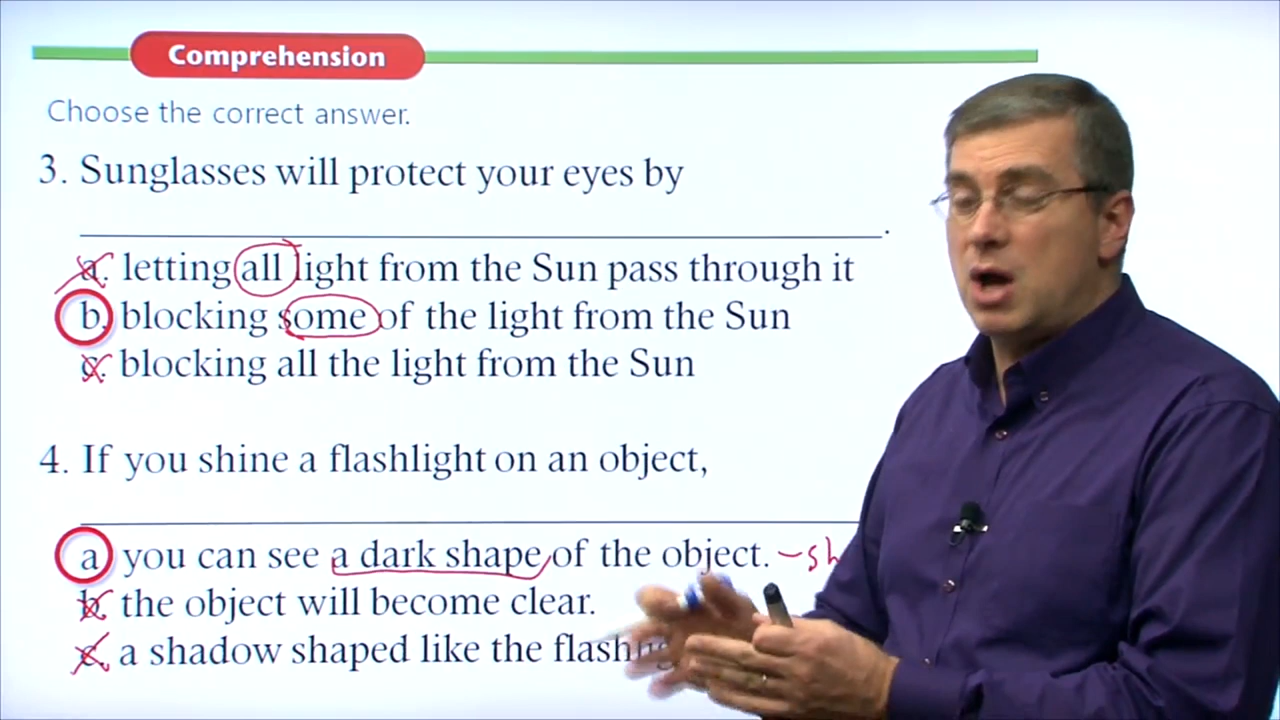 Comprehension
Choose the correct answer.
3. Sunglasses will protect your eyes by
.
a. letting all light from the Sun pass through it
b. blocking some of the light from the Sun
c. blocking all the light from the Sun
4. If you shine a flashlight on an object,
a you can see a dark shape of the object. – sh
b. the object will become clear.
c. a shadow shaped like the